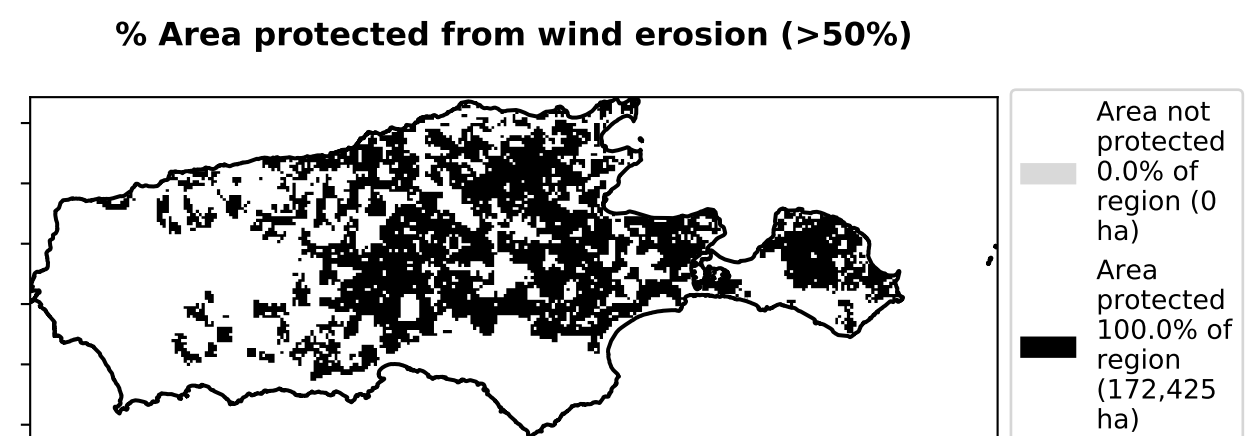 % Area protected from wind erosion (>50%)
Area not
protected
0.0% of
region (0
ha)
Area
protected
100.0% of
region
(172,425
ha)